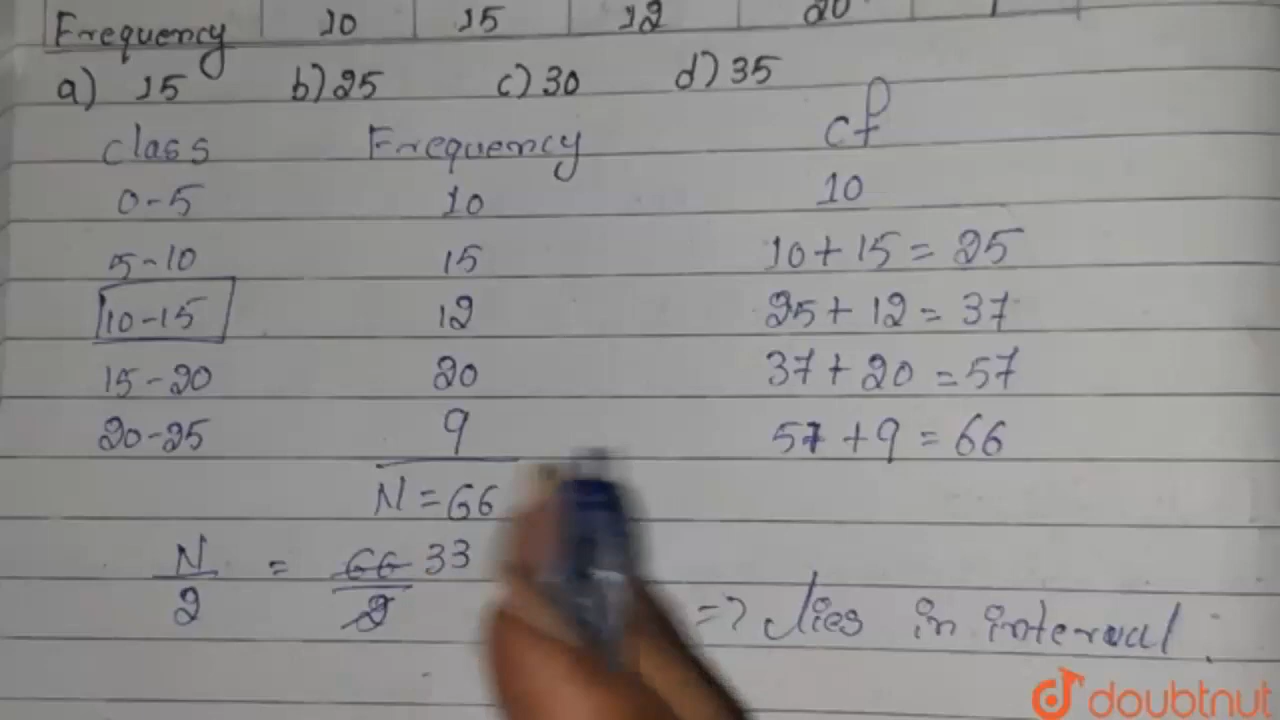 Frequency 10 15 12 20
a) 15 b) 25 c) 30 d) 35
class Frequency cf
0-5 10 10
5-10 15 10+15=25
10-15 12 25+12=37
15-20 20 37+20=57
20-25 9 57+9=66
N=66
N/2 = 66/2 33 => lies in interval :
doubtnut